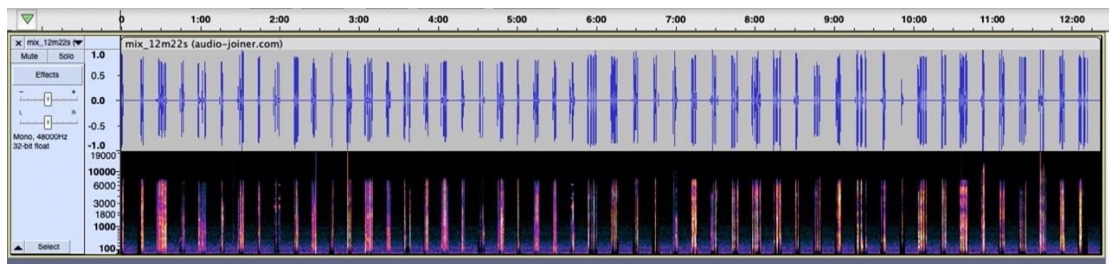 0 1:00 2:00 3:00 4:00 5:00 6:00 7:00 8:00 9:00 10:00 11:00 12:00
× mix_12m22s ( ▼
mix_12m22s (audio-joiner.com)
Mute Solo
Effects
- +
L R
Mono, 48000Hz
32-bit float
Select
1.0
0.5
0.0
-0.5
-1.0
19000
10000
6000
3000
1800
1000
100